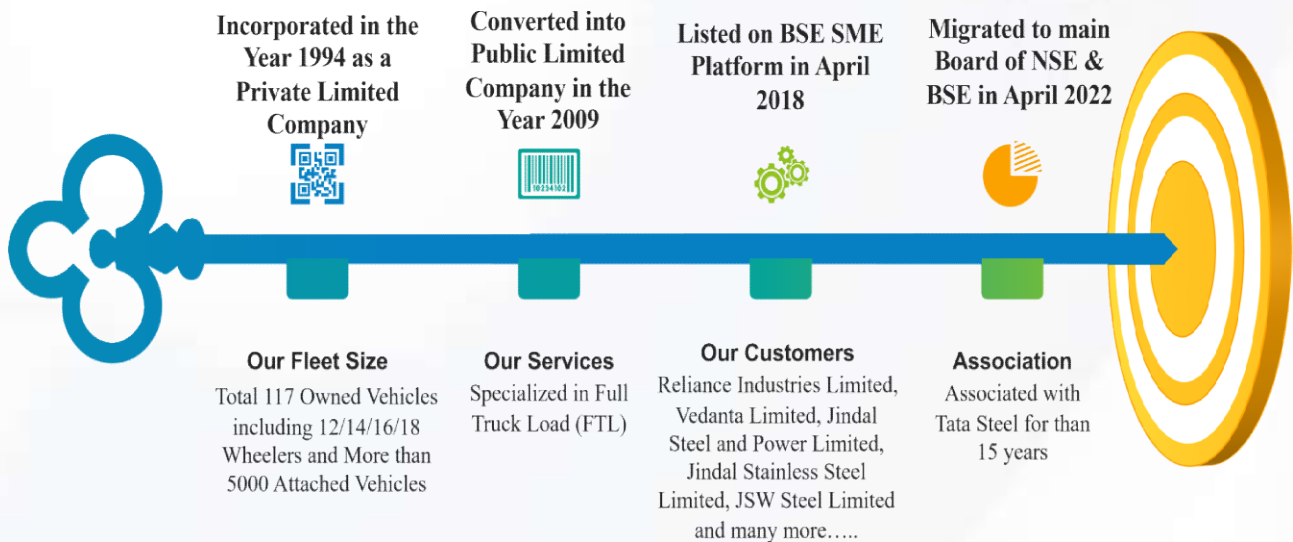 Incorporated in the
Year 1994 as a
Private Limited
Company
Converted into
Public Limited
Company in the
Year 2009
Listed on BSE SME
Platform in April
2018
Migrated to main
Board of NSE &
BSE in April 2022
10234102
Our Fleet Size
Total 117 Owned Vehicles
including 12/14/16/18
Wheelers and More than
5000 Attached Vehicles
Our Services
Specialized in Full
Truck Load (FTL)
Our Customers
Reliance Industries Limited,
Vedanta Limited, Jindal
Steel and Power Limited,
Jindal Stainless Steel
Limited, JSW Steel Limited
and many more…..
Association
Associated with
Tata Steel for than
15 years